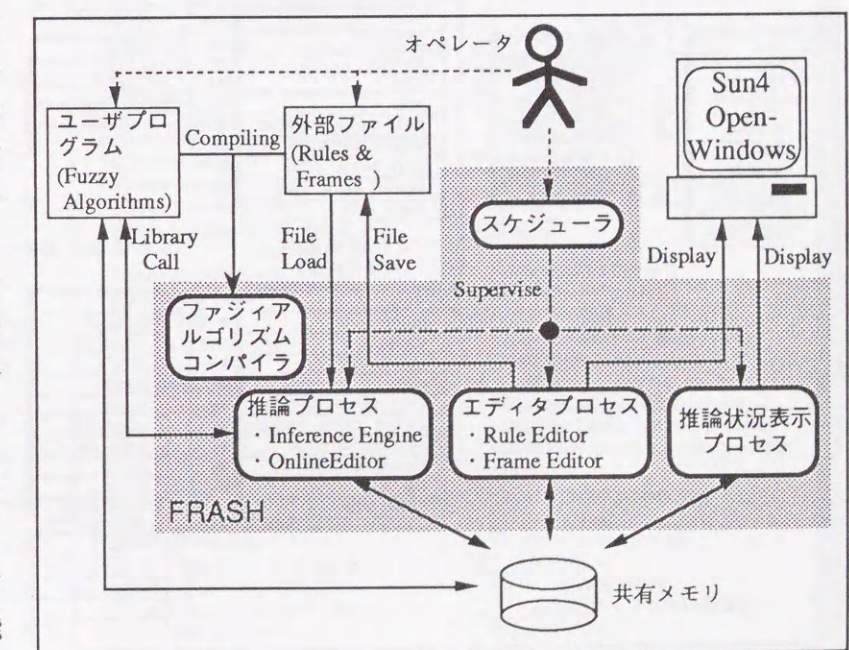 オペレータ
Sun4
Open-
Windows
ユーザプロ
グラム
(Fuzzy
Algorithms)
Compiling
外部ファイル
(Rules &
Frames )
スケジューラ
Library
Call
File
Load
File
Save
Display
Display
Supervise
ファジィア
ルゴリズム
コンパイラ
推論プロセス
・Inference Engine
・OnlineEditor
エディタプロセス
・Rule Editor
・Frame Editor
推論状況表示
プロセス
FRASH
共有メモリ